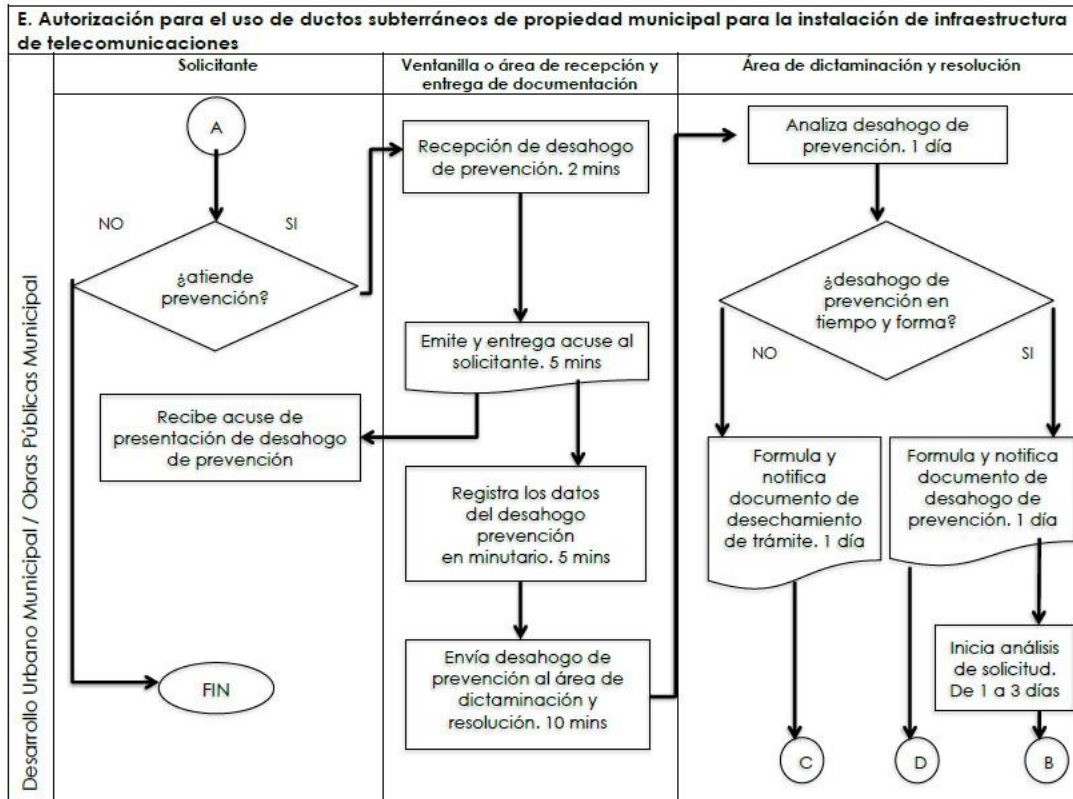 E. Autorización para el uso de ductos subterráneos de propiedad municipal para la instalación de infraestructura
de telecomunicaciones
Desarrollo Urbano Municipal / Obras Públicas Municipal
Solicitante
Ventanilla o área de recepción y
entrega de documentación
Área de dictaminación y resolución
A
NO
SI
¿atiende
prevención?
Recibe acuse de
presentación de desahogo
de prevención
FIN
Recepción de desahogo
de prevención. 2 mins
Emite y entrega acuse al
solicitante. 5 mins
Registra los datos
del desahogo
prevención
en minutario. 5 mins
Envía desahogo de
prevención al área de
dictaminación y
resolución. 10 mins
Analiza desahogo de
prevención. 1 día
¿desahogo de
prevención en
tiempo y forma?
NO
SI
Formula y
notifica
documento de
desechamiento
de trámite. 1 día
Formula y notifica
documento de
desahogo de
prevención. 1 día
Inicia análisis
de solicitud.
De 1 a 3 días
C
D
B